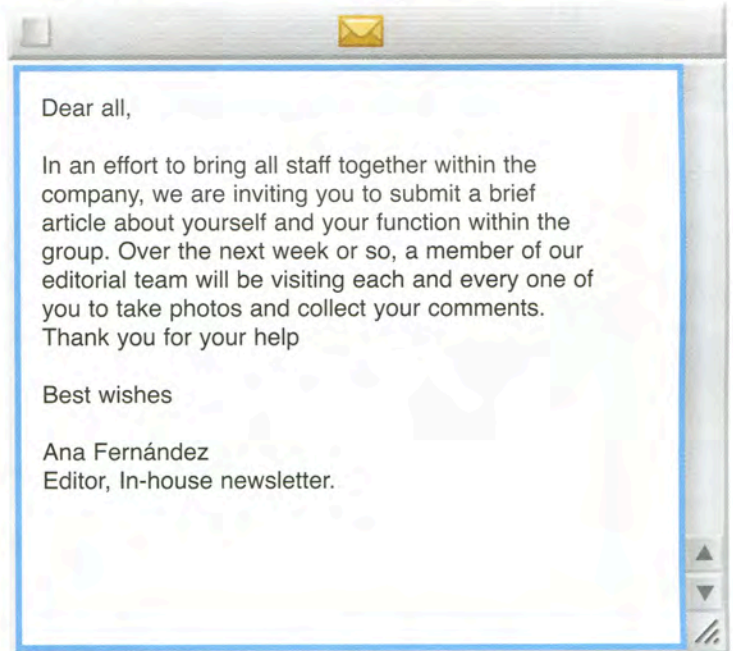 Dear all,
In an effort to bring all staff together within the
company, we are inviting you to submit a brief
article about yourself and your function within the
group. Over the next week or so, a member of our
editorial team will be visiting each and every one of
you to take photos and collect your comments.
Thank you for your help
Best wishes
Ana Fernández
Editor, In-house newsletter.